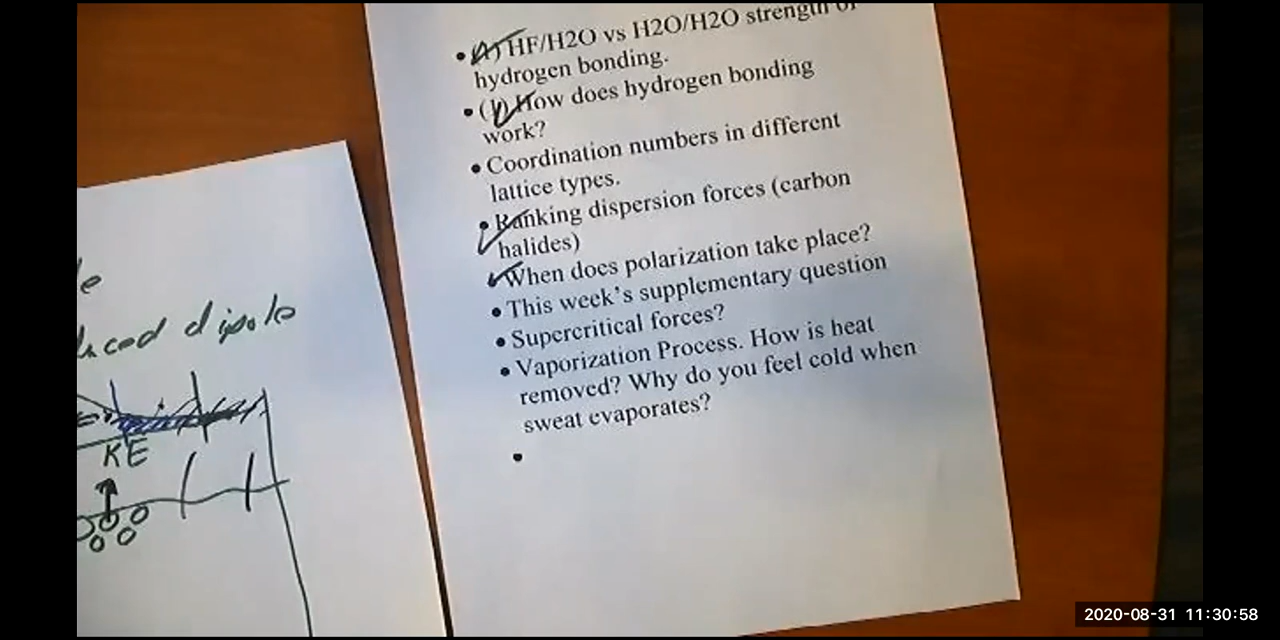 • A) HF/H2O vs H2O/H2O strength of
hydrogen bonding.
• (1) How does hydrogen bonding
work?
• Coordination numbers in different
lattice types.
• Ranking dispersion forces (carbon
halides)
When does polarization take place?
• This week's supplementary question
• Supercritical forces?
• Vaporization Process. How is heat
removed? Why do you feel cold when
sweat evaporates?
•
dipole
KE
2020-08-31 11:30:58